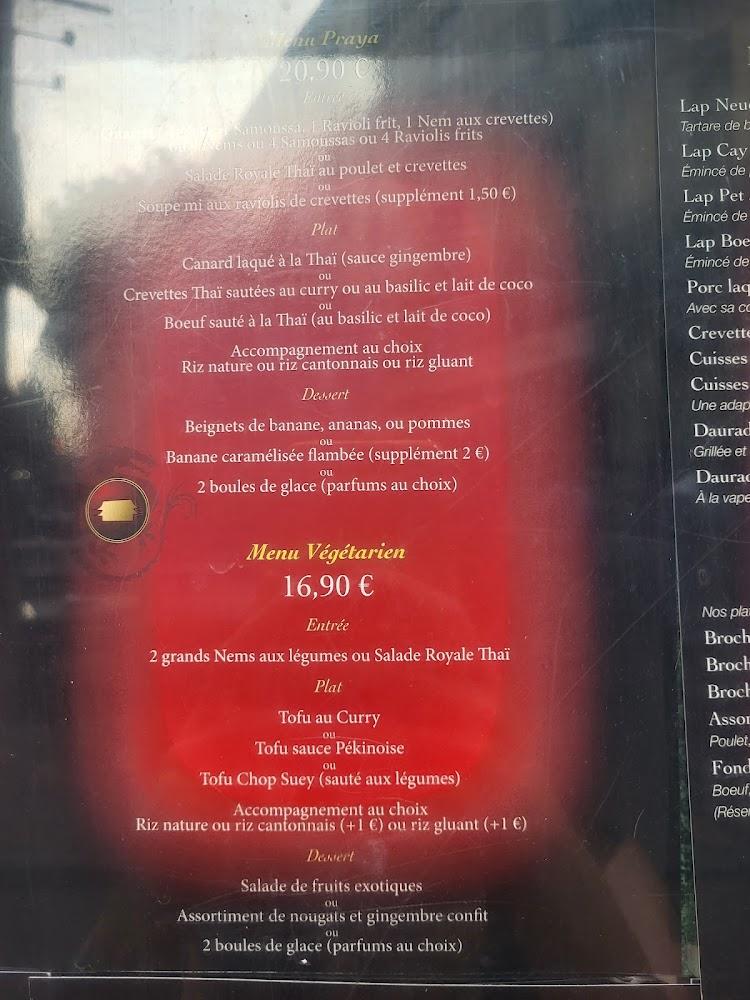 Menu Praya
20,90 €
Entrée
Samoussa, 1 Ravioli frit, 1 Nem aux crevettes)
Nems ou 4 Samoussas ou 4 Raviolis frits
ou
Salade Royale Thaï au poulet et crevettes
ou
Soupe mi aux raviolis de crevettes (supplément 1,50 €)
Plat
Canard laqué à la Thaï (sauce gingembre)
ou
Crevettes Thaï sautées au curry ou au basilic et lait de coco
ou
Boeuf sauté à la Thaï (au basilic et lait de coco)
Accompagnement au choix
Riz nature ou riz cantonnais ou riz gluant
Dessert
Beignets de banane, ananas, ou pommes
ou
Banane caramélisée flambée (supplément 2 €)
ou
2 boules de glace (parfums au choix)
Menu Végétarien
16,90 €
Entrée
2 grands Nems aux légumes ou Salade Royale Thaï
Plat
Tofu au Curry
ou
Tofu sauce Pékinoise
ou
Tofu Chop Suey (sauté aux légumes)
Accompagnement au choix
Riz nature ou riz cantonnais (+1 €) ou riz gluant (+1 €)
Dessert
Salade de fruits exotiques
ou
Assortiment de nougats et gingembre confit
ou
2 boules de glace (parfums au choix)
Lap Neu
Tartare de b
Lap Cay
Émincé de
Lap Pet
Émincé de
Lap Boe
Émincé de
Porc laq
Avec sa co
Crevette
Cuisses
Cuisses
Une adap
Daurad
Grillée et
Daurad
À la vape
Nos pla
Broch
Broch
Broch
Assor
Poulet,
Fond
Boeuf,
(Réser